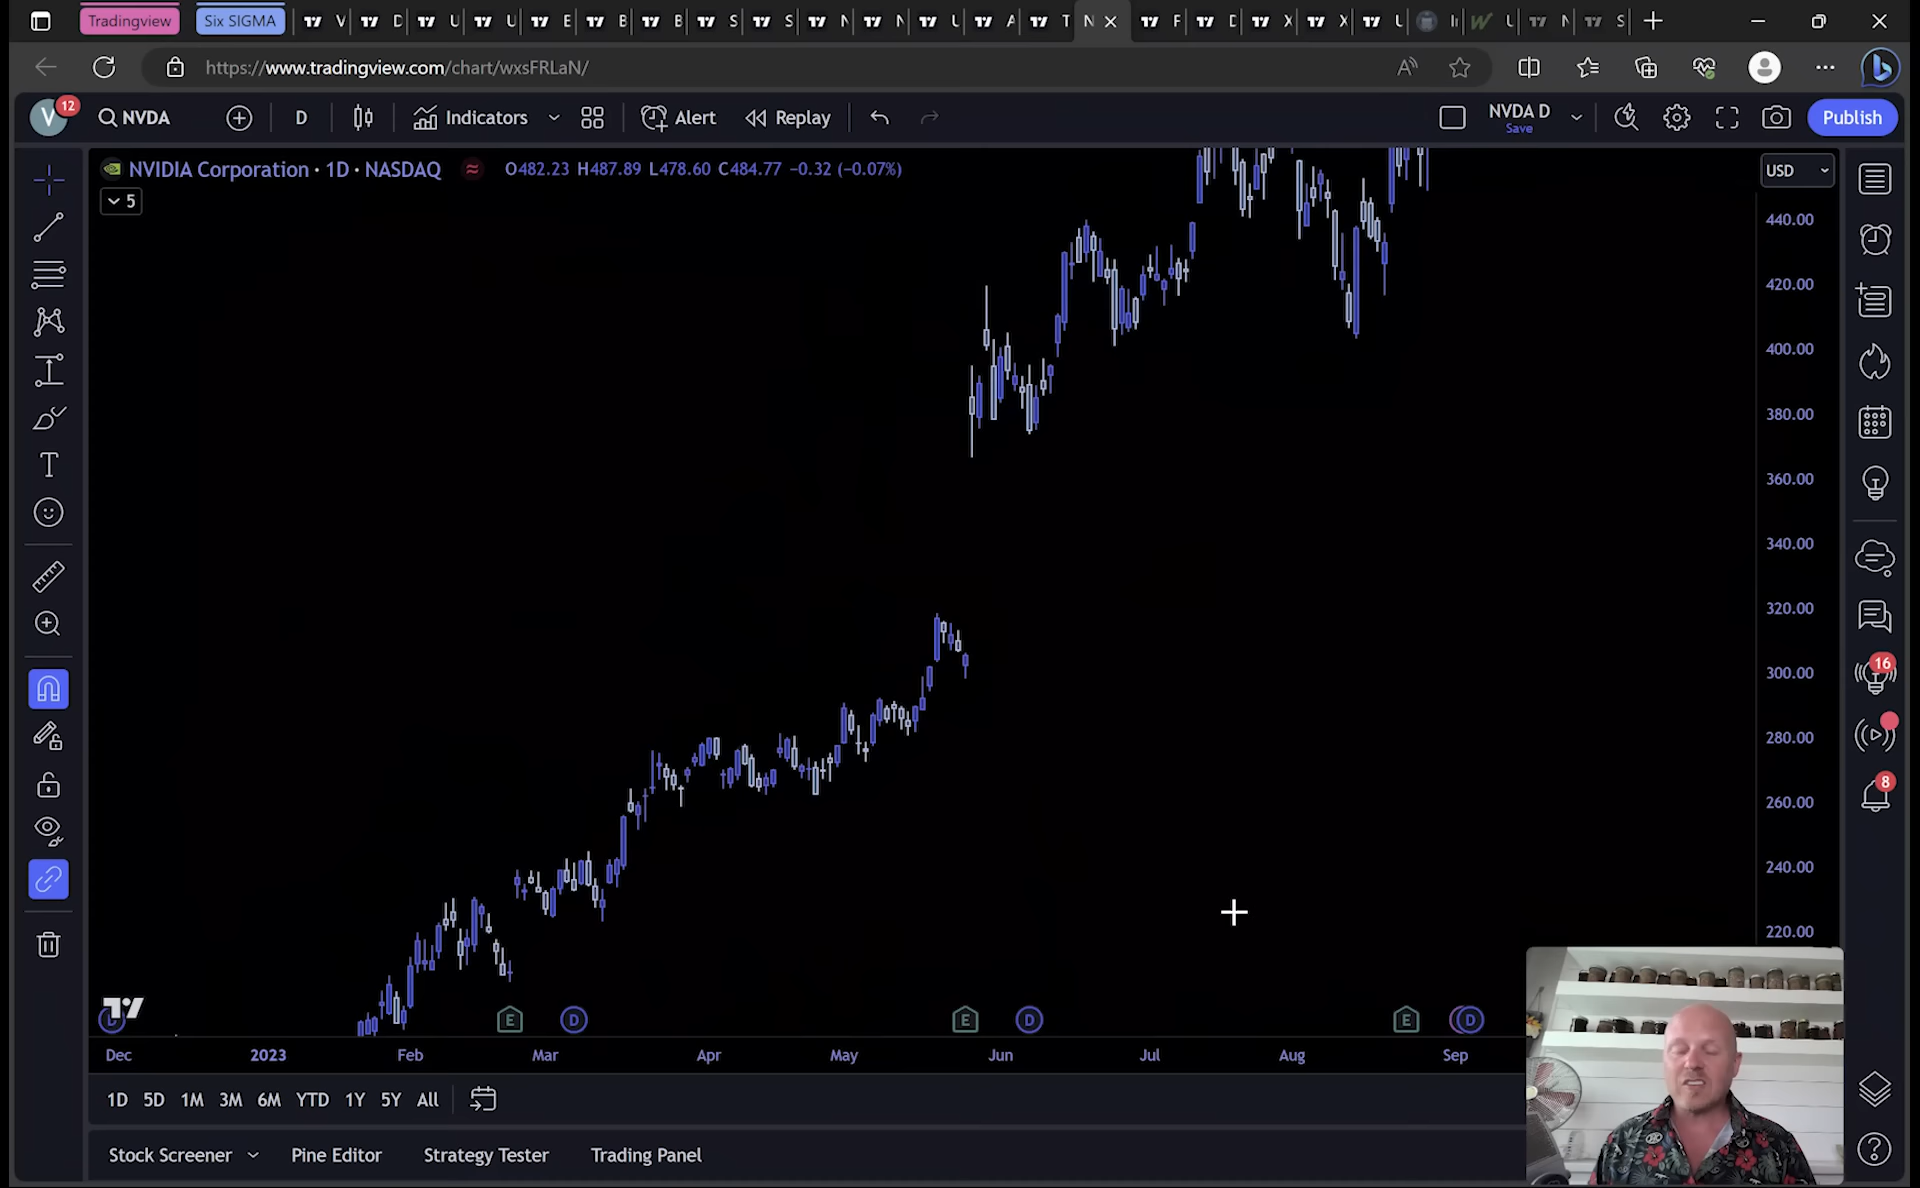 Tradingview
Six SIGMA
V
D
U
U
E
B
B
S
S
N
N
U
A
T
N
F
D
X
X
U
U
N
S
https://www.tradingview.com/chart/wxsFRLaN/
V
12
NVDA
D
Indicators
Alert
Replay
NVDA D
Save
Publish
NVIDIA Corporation · 1D · NASDAQ
O482.23 H487.89 L478.60 C484.77 −0.32 (−0.07%)
5
USD
440.00
420.00
400.00
380.00
360.00
340.00
320.00
300.00
280.00
260.00
240.00
220.00
16
8
E
D
E
D
E
D
Dec
2023
Feb
Mar
Apr
May
Jun
Jul
Aug
Sep
1D 5D 1M 3M 6M YTD 1Y 5Y All
Stock Screener
Pine Editor
Strategy Tester
Trading Panel